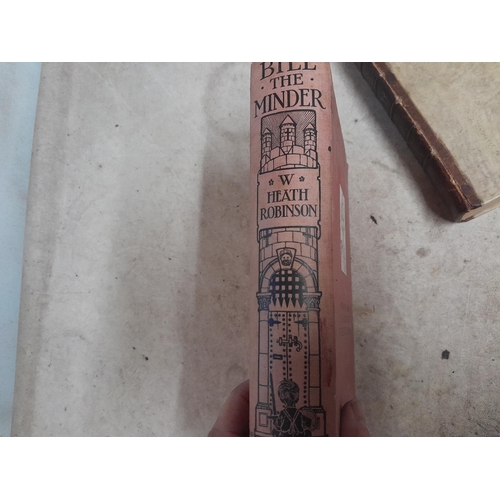 BILL
· THE ·
MINDER
W
HEATH
ROBINSON